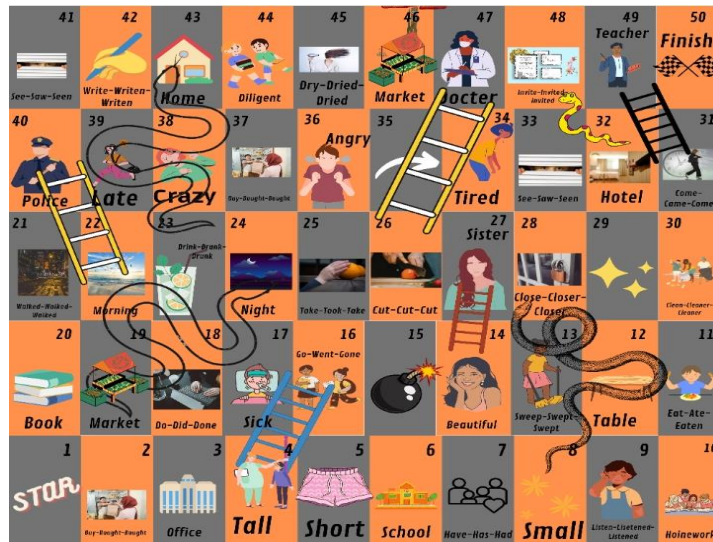 41 42 43 44 45 46 47 48 49 50
Teacher
Finish
See-Saw-Seen
Write-Writen-
Writen
Home
Diligent
Dry-Dried-
Dried
Market
Docter
Invite-Invited-
Invited
40 39 38 37 36 35 34 33 32 31
Angry
Police
Late
Crazy
Buy-Bought-Bought
Tired
See-Saw-Seen
Hotel
Come-
Came-Come
21 22 23 24 25 26 27 28 29 30
Sister
Drink-Drank-
Drunk
Walked-Walked-
Walked
Morning
Night
Take-Took-Take
Cut-Cut-Cut
Close-Closer-
Closer
Clean-Cleaner-
Cleaner
20 19 18 17 16 15 14 13 12 11
Go-Went-Gone
Book
Market
Do-Did-Done
Sick
Beautiful
Sweep-Swept-
Swept
Table
Eat-Ate-
Eaten
1 2 3 4 5 6 7 8 9 10
STAR
Buy-Bought-Bought
Office
Tall
Short
School
Have-Has-Had
Small
Listen-Lisetened-
Listened
Homework